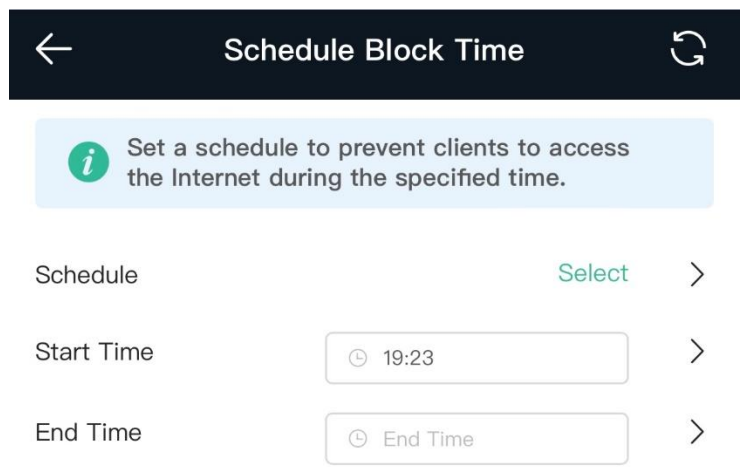 Schedule Block Time
Set a schedule to prevent clients to access
the Internet during the specified time.
Schedule Select
Start Time 19:23
End Time End Time